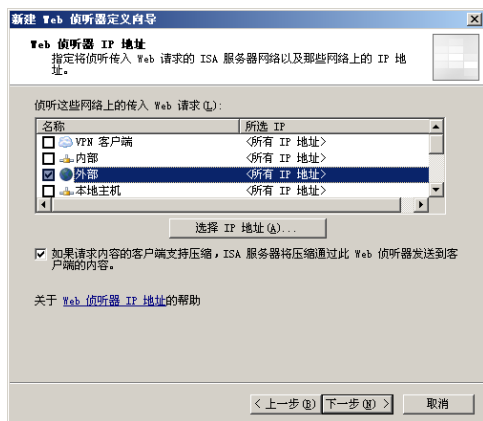 新建 Web 侦听器定义向导
Web 侦听器 IP 地址
指定将侦听传入 Web 请求的 ISA 服务器网络以及那些网络上的 IP 地
址。
侦听这些网络上的传入 Web 请求(L):
名称 所选 IP
VPN 客户端 <所有 IP 地址>
内部 <所有 IP 地址>
外部 <所有 IP 地址>
本地主机 <所有 IP 地址>
选择 IP 地址(A)...
如果请求内容的客户端支持压缩，ISA 服务器将压缩通过此 Web 侦听器发送到客
户端的内容。
关于 Web 侦听器 IP 地址的帮助
< 上一步(B) 下一步(N) > 取消